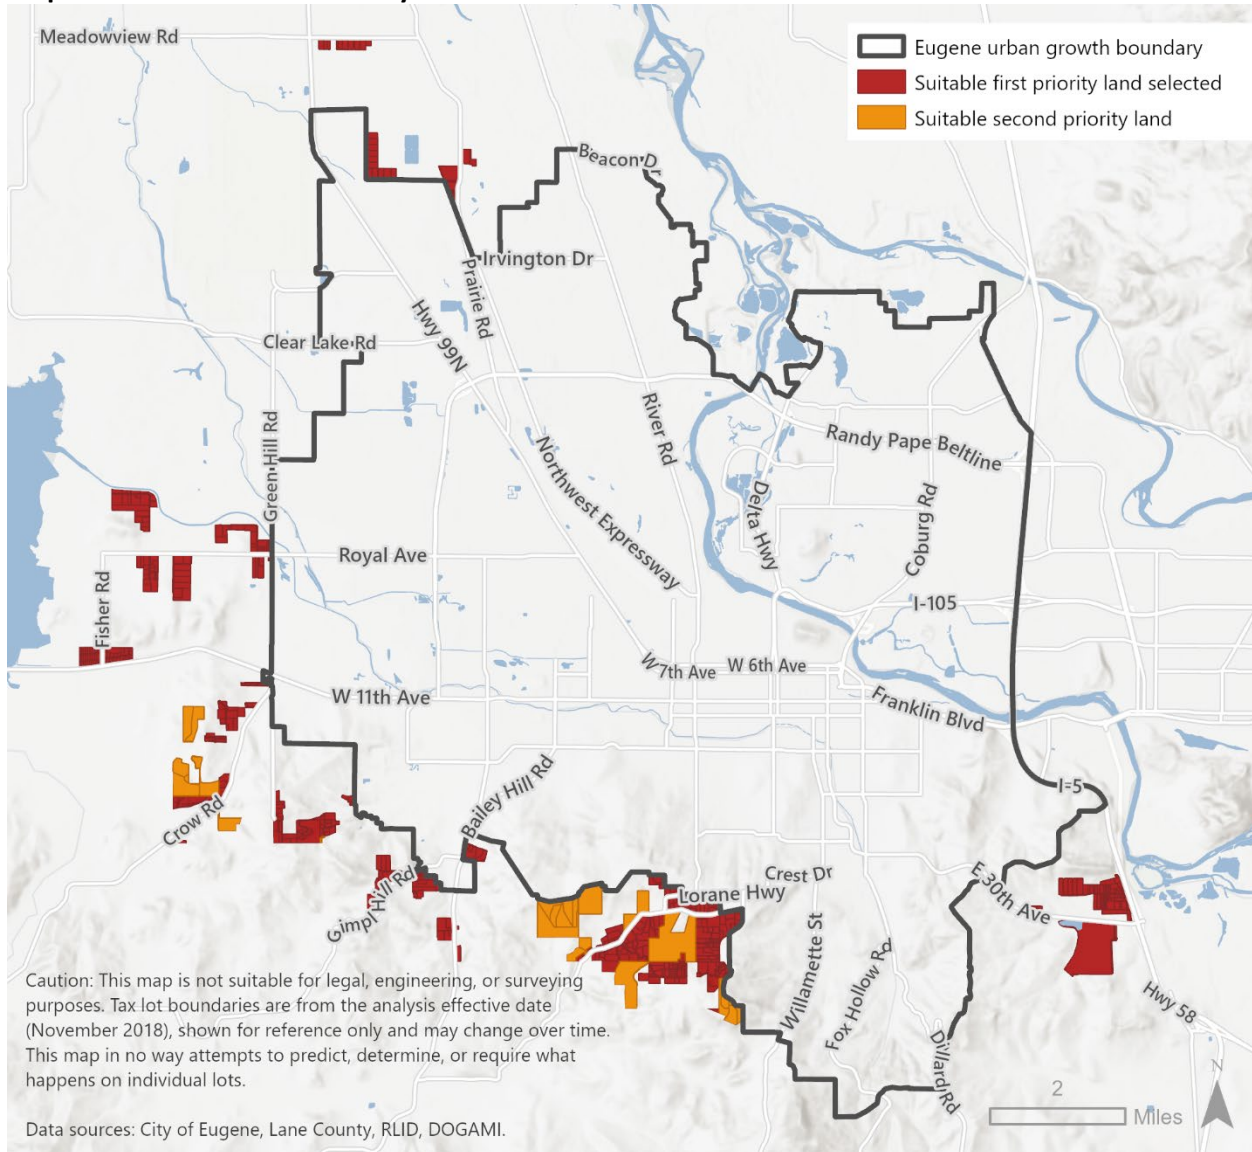 Meadowview Rd
Eugene urban growth boundary
Suitable first priority land selected
Suitable second priority land
Beacon Dr
Irvington Dr
Prairie Rd
Hwy 99N
Clear Lake Rd
Green Hill Rd
River Rd
Randy Pape Beltline
Northwest Expressway
Delta Hwy
Coburg Rd
Royal Ave
Fisher Rd
I-105
W 7th Ave
W 6th Ave
W 11th Ave
Franklin Blvd
I-5
Bailey Hill Rd
Crow Rd
Gimpl Hill Rd
Crest Dr
Lorane Hwy
E 30th Ave
Willamette St
Fox Hollow Rd
Hwy 58
Dillard Rd
Caution: This map is not suitable for legal, engineering, or surveying
purposes. Tax lot boundaries are from the analysis effective date
(November 2018), shown for reference only and may change over time.
This map in no way attempts to predict, determine, or require what
happens on individual lots.
Data sources: City of Eugene, Lane County, RLID, DOGAMI.
2
Miles
N